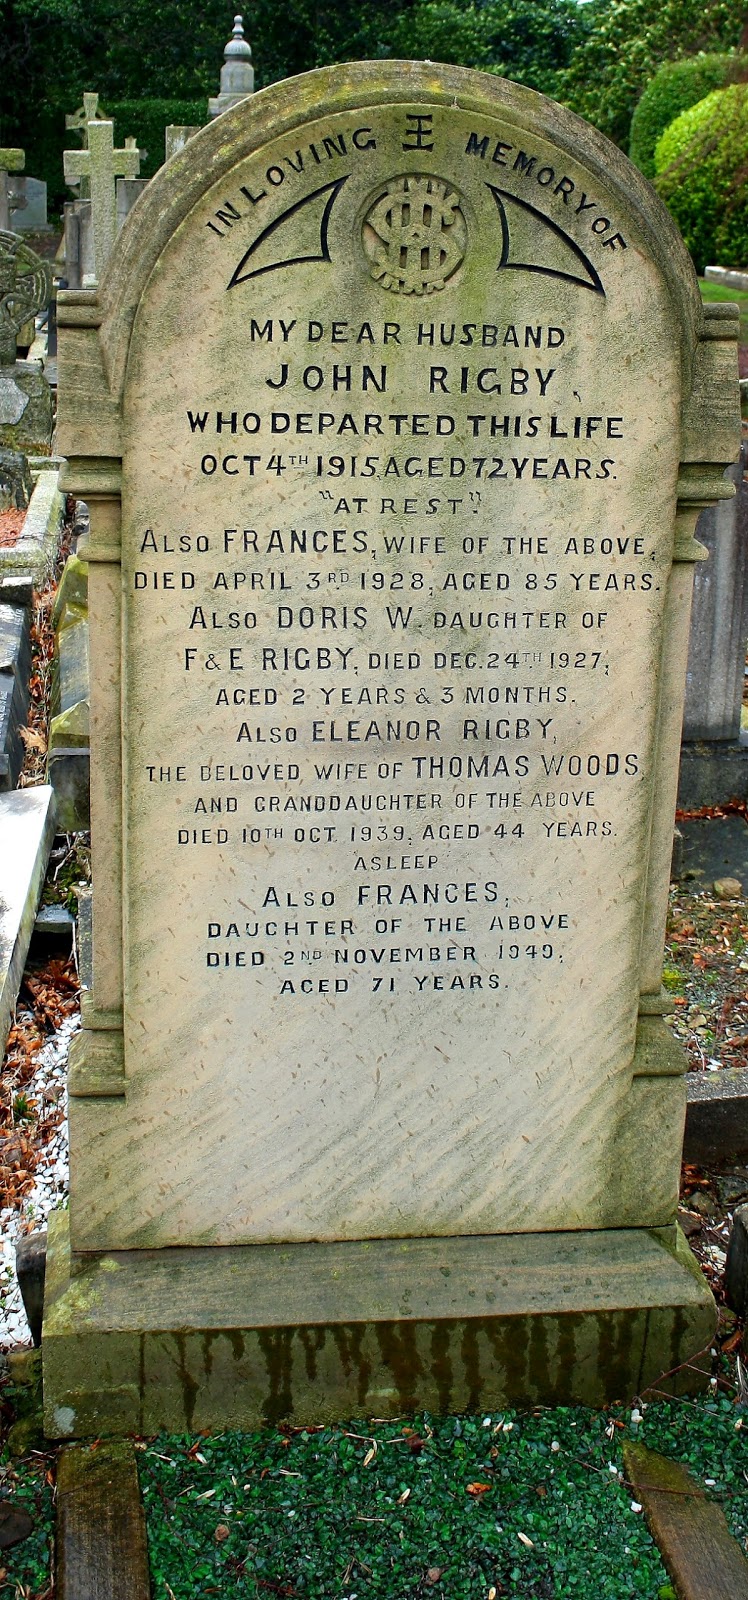 IN LOVING MEMORY OF
IHS
MY DEAR HUSBAND
JOHN RIGBY,
WHO DEPARTED THIS LIFE
OCT 4TH 1915, AGED 72 YEARS.
"AT REST".
ALSO FRANCES, WIFE OF THE ABOVE,
DIED APRIL 3RD 1928, AGED 85 YEARS.
ALSO DORIS W. DAUGHTER OF
F & E RIGBY, DIED DEC. 24TH 1927,
AGED 2 YEARS & 3 MONTHS.
ALSO ELEANOR RIGBY,
THE BELOVED WIFE OF THOMAS WOODS
AND GRANDDAUGHTER OF THE ABOVE
DIED 10TH OCT. 1939, AGED 44 YEARS.
ASLEEP
ALSO FRANCES,
DAUGHTER OF THE ABOVE
DIED 2ND NOVEMBER 1949,
AGED 71 YEARS.